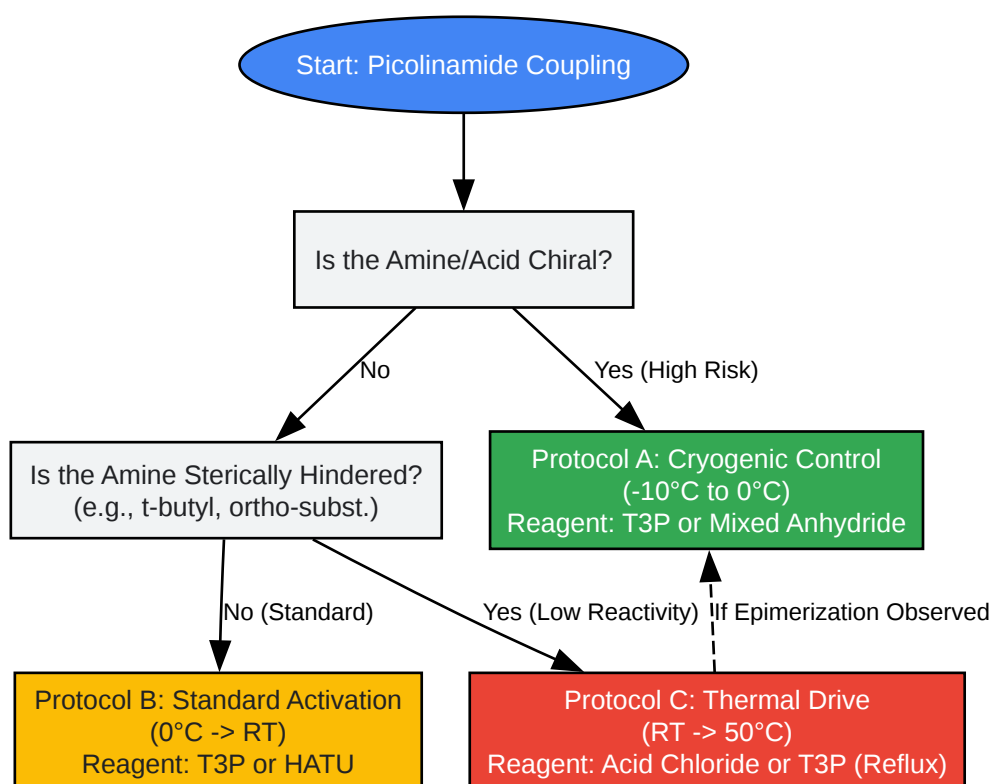 Start: Picolinamide Coupling
Is the Amine/Acid Chiral?
No
Yes (High Risk)
Is the Amine Sterically Hindered?
(e.g., t-butyl, ortho-subst.)
Protocol A: Cryogenic Control
(-10°C to 0°C)
Reagent: T3P or Mixed Anhydride
No (Standard)
Yes (Low Reactivity)
If Epimerization Observed
Protocol B: Standard Activation
(0°C -> RT)
Reagent: T3P or HATU
Protocol C: Thermal Drive
(RT -> 50°C)
Reagent: Acid Chloride or T3P (Reflux)